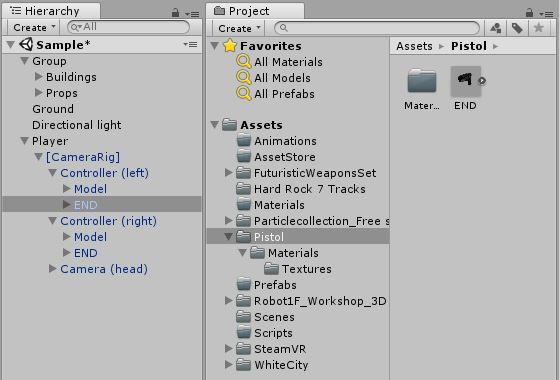 Hierarchy
Create
All
Sample*
Group
Buildings
Props
Ground
Directional light
Player
[CameraRig]
Controller (left)
Model
END
Controller (right)
Model
END
Camera (head)
Project
Create
Favorites
All Materials
All Models
All Prefabs
Assets
Animations
AssetStore
FuturisticWeaponsSet
Hard Rock 7 Tracks
Materials
Particlecollection_Free s
Pistol
Materials
Textures
Prefabs
Robot1F_Workshop_3D
Scenes
Scripts
SteamVR
WhiteCity
Assets Pistol
Mater...
END